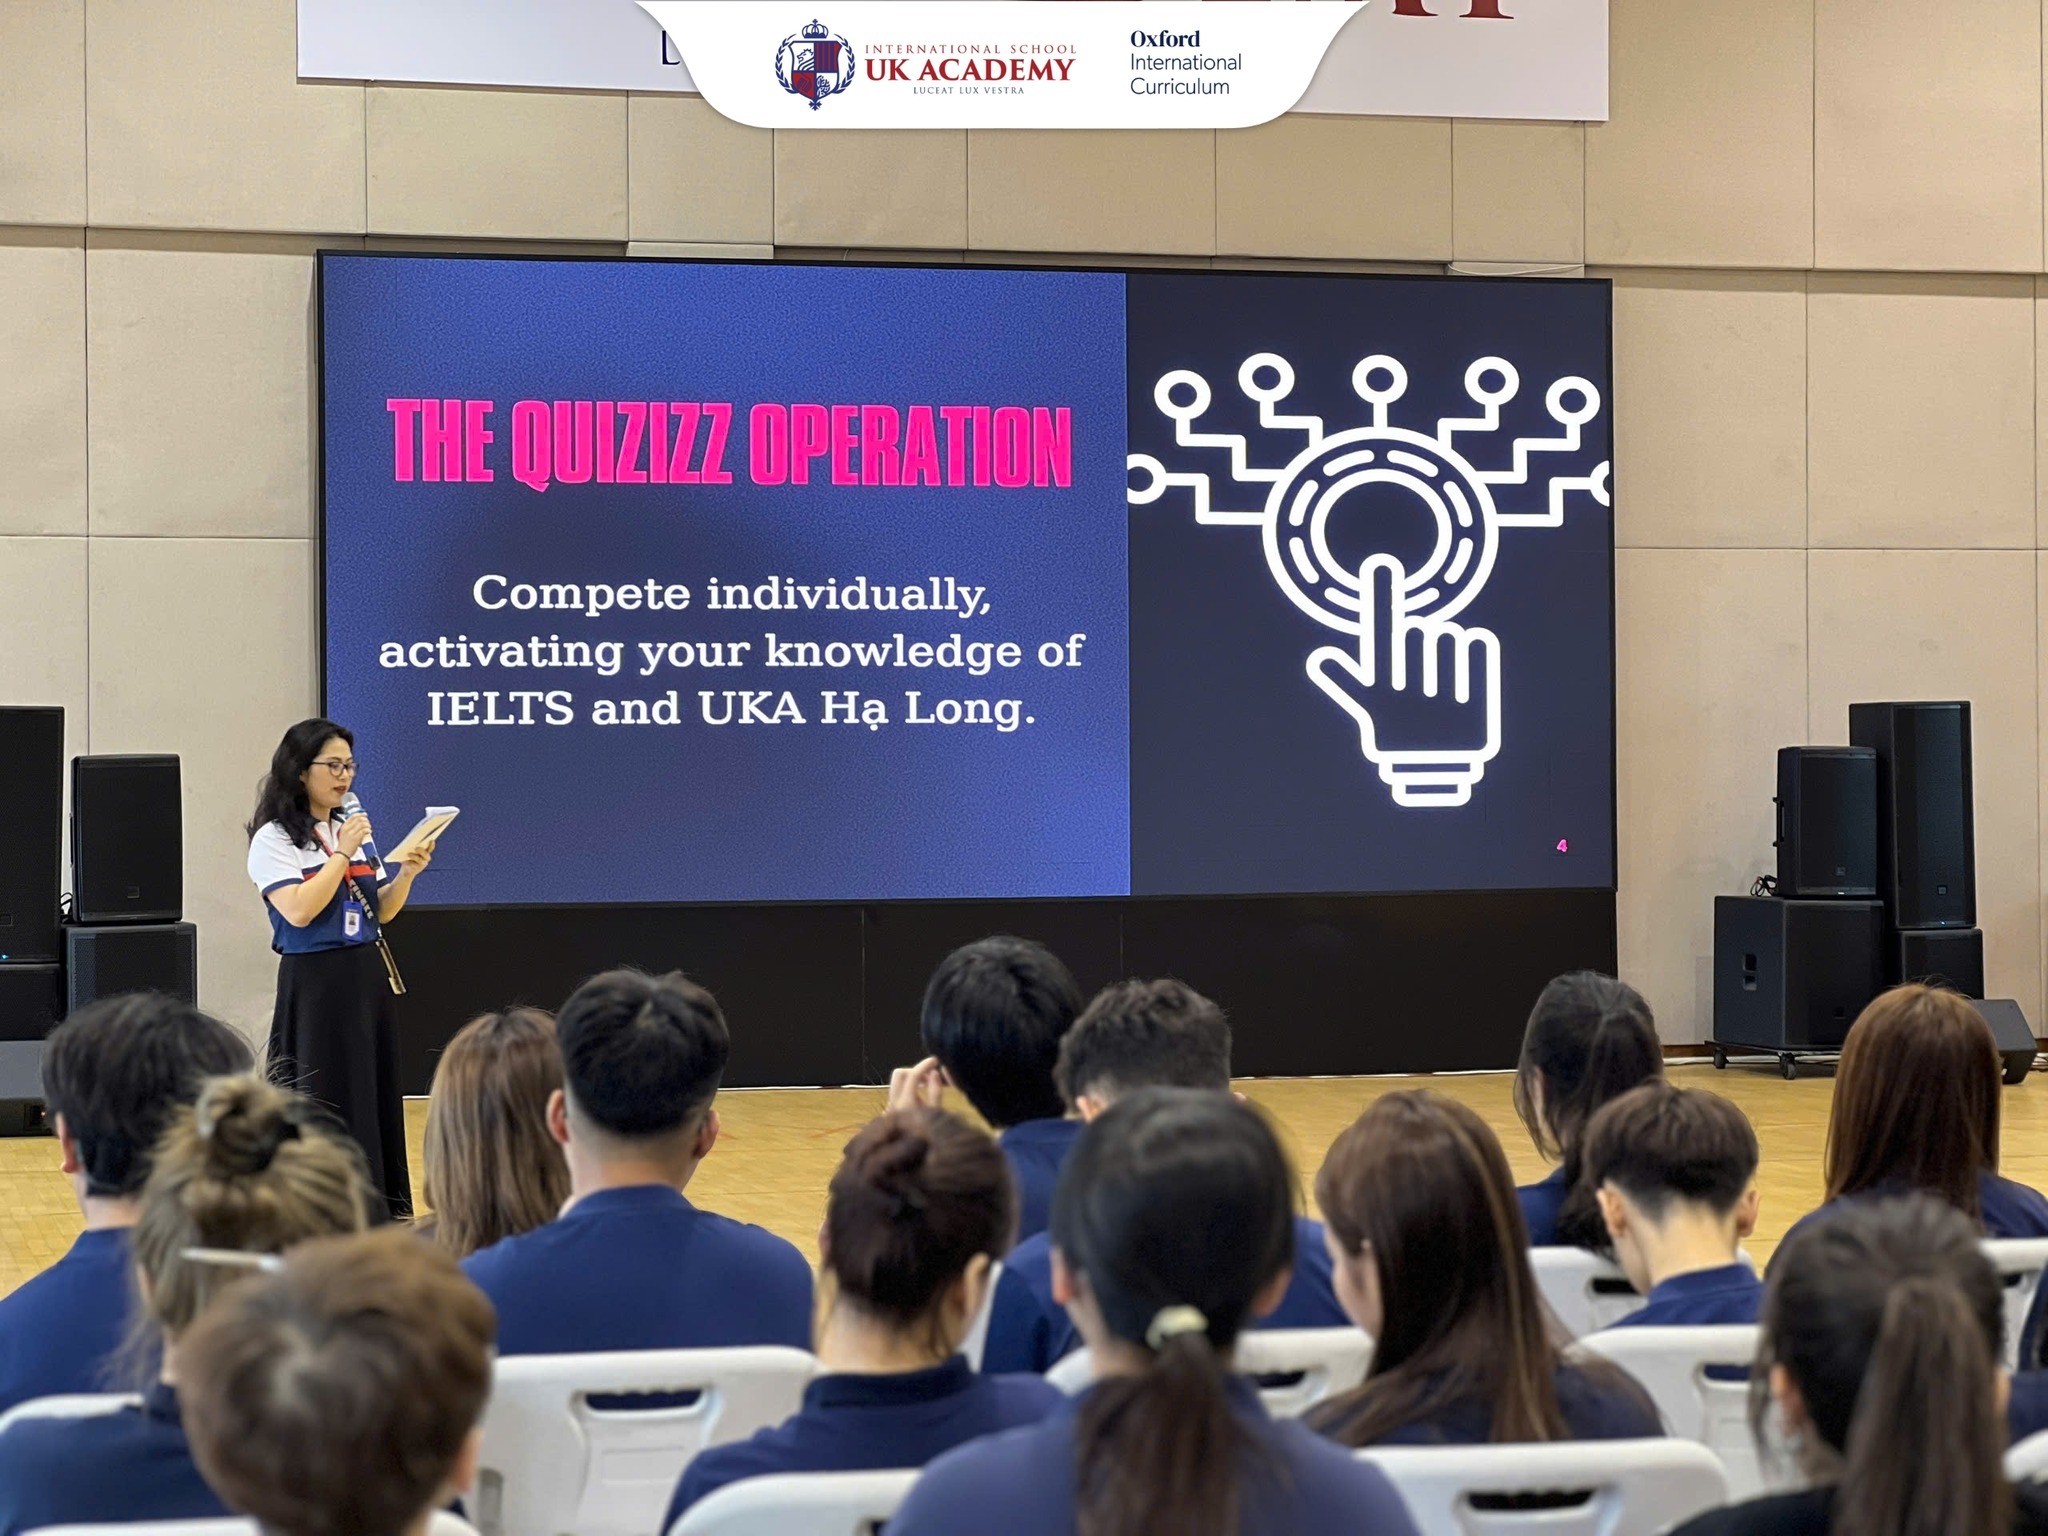 INTERNATIONAL SCHOOL
UK ACADEMY
LUCEAT LUX VESTRA
Oxford
International
Curriculum
THE QUIZIZZ OPERATION
Compete individually,
activating your knowledge of
IELTS and UKA Hạ Long.
4